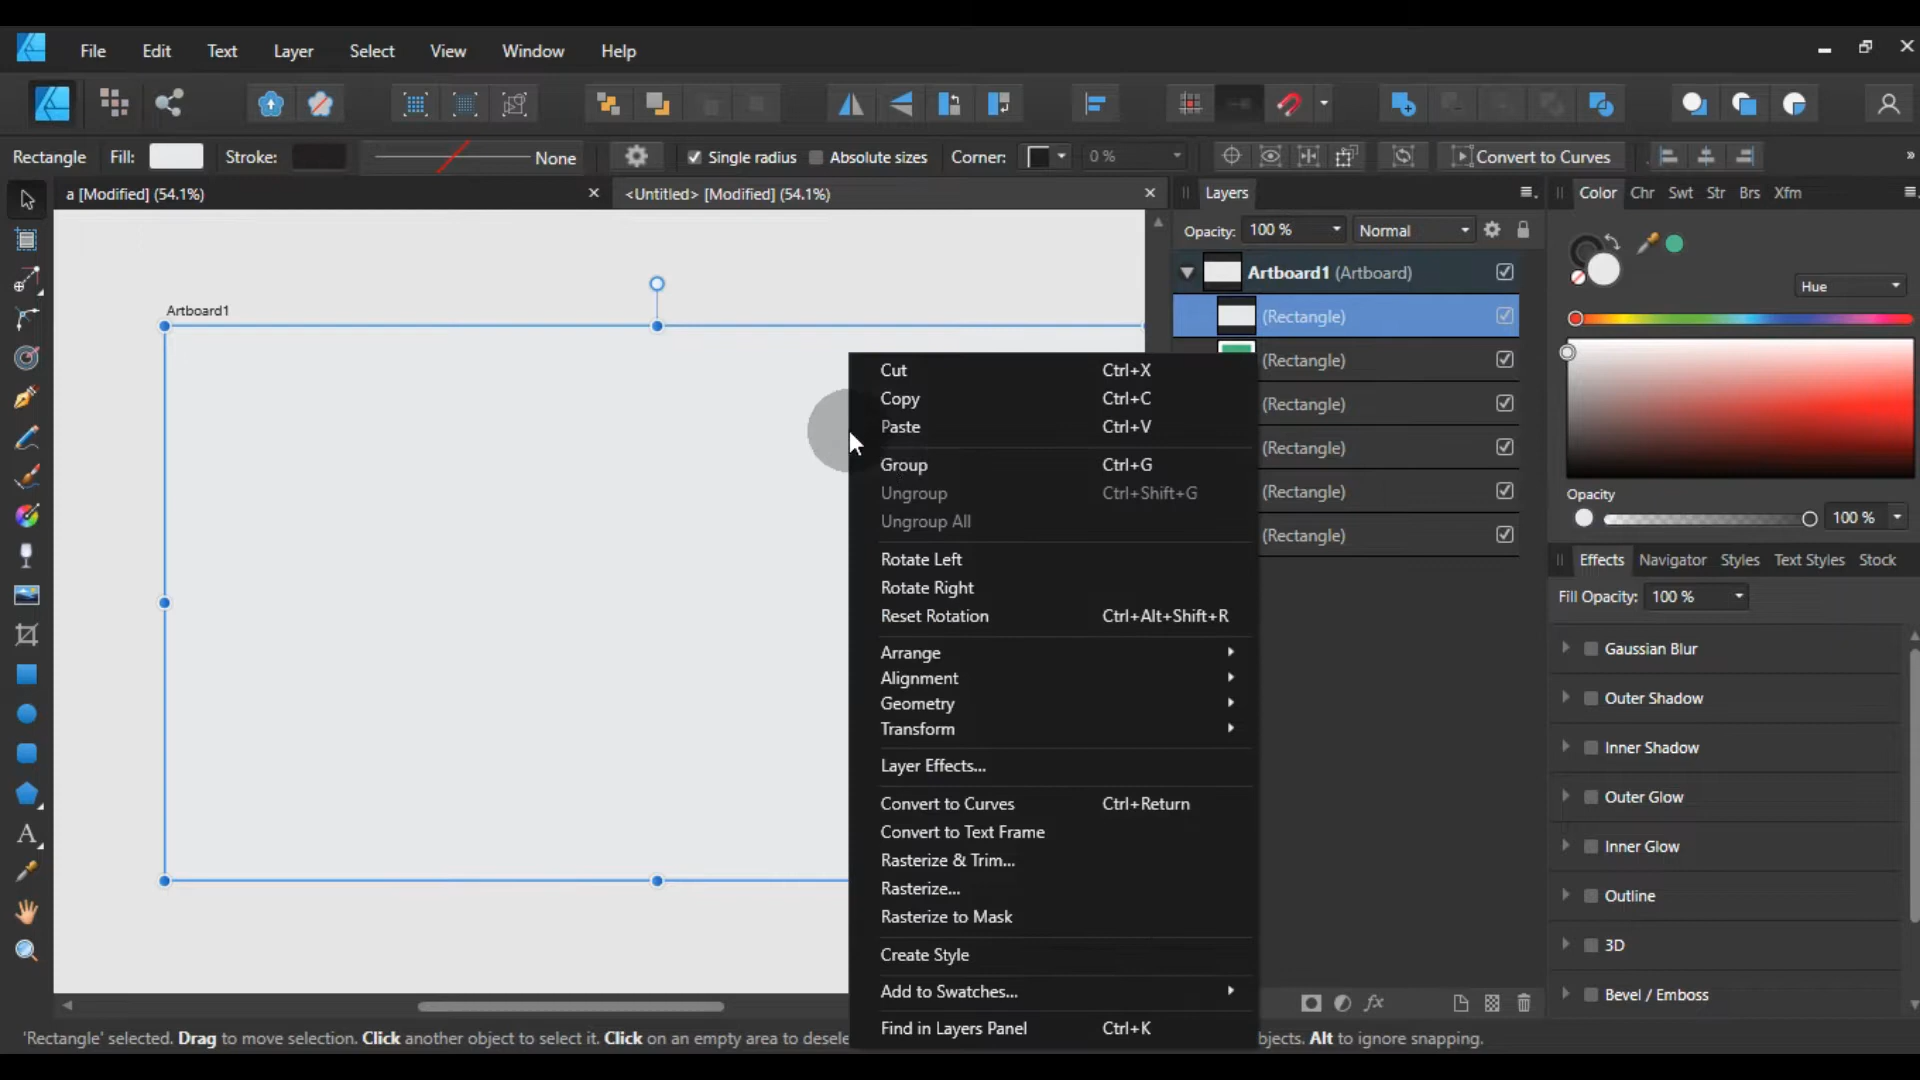 File Edit Text Layer Select View Window Help
Rectangle Fill: Stroke: None Single radius Absolute sizes Corner: 0 % Convert to Curves »
a [Modified] (54.1%) <Untitled> [Modified] (54.1%)
Layers
Opacity: 100 % Normal
Artboard1 (Artboard)
(Rectangle)
(Rectangle)
(Rectangle)
(Rectangle)
(Rectangle)
(Rectangle)
Color Chr Swt Str Brs Xfm
Hue
Opacity
100 %
Effects Navigator Styles Text Styles Stock
Fill Opacity: 100 %
Gaussian Blur
Outer Shadow
Inner Shadow
Outer Glow
Inner Glow
Outline
3D
Bevel / Emboss
Artboard1
Cut Ctrl+X
Copy Ctrl+C
Paste Ctrl+V
Group Ctrl+G
Ungroup Ctrl+Shift+G
Ungroup All
Rotate Left
Rotate Right
Reset Rotation Ctrl+Alt+Shift+R
Arrange
Alignment
Geometry
Transform
Layer Effects...
Convert to Curves Ctrl+Return
Convert to Text Frame
Rasterize & Trim...
Rasterize...
Rasterize to Mask
Create Style
Add to Swatches...
Find in Layers Panel Ctrl+K
fx
'Rectangle' selected. Drag to move selection. Click another object to select it. Click on an empty area to desele bjects. Alt to ignore snapping.